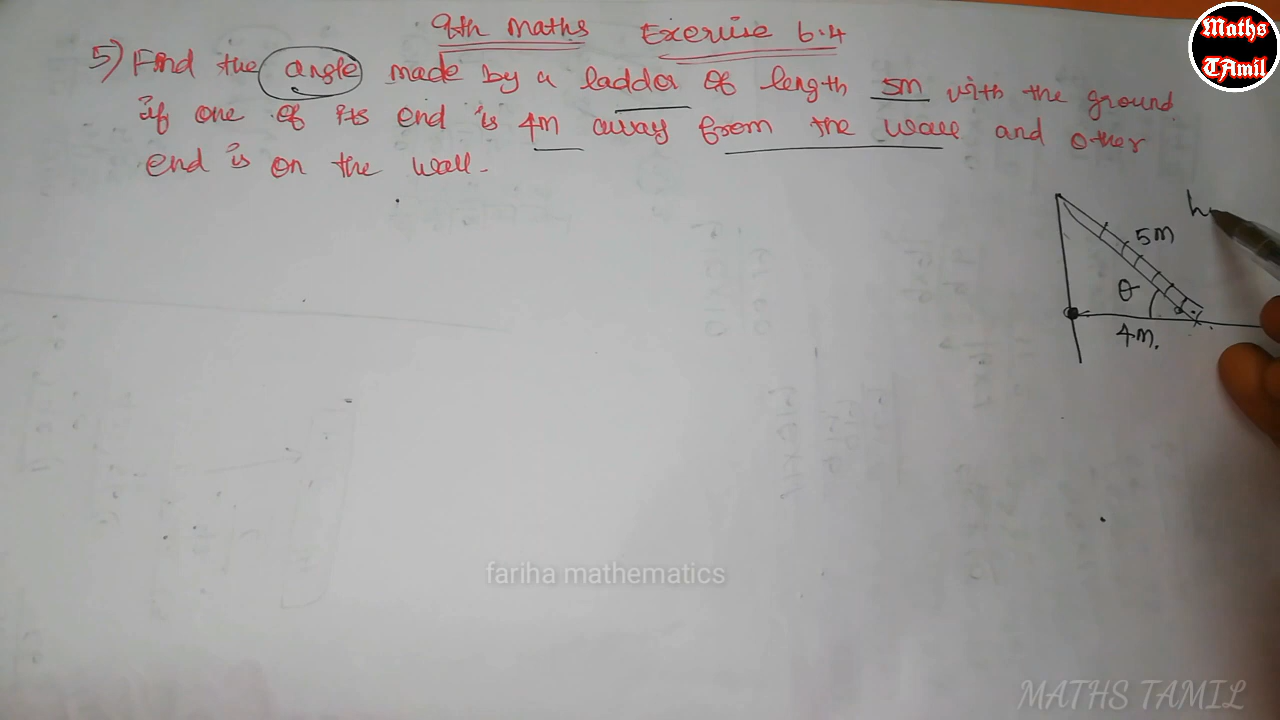 9th Maths Exercise 6.4
Maths
TAmil
5) Find the angle made by a ladder of length 5m with the ground
if one of its end is 4m away from the wall and other
end is on the wall.
h
5m
θ
4m.
fariha mathematics
MATHS TAMIL